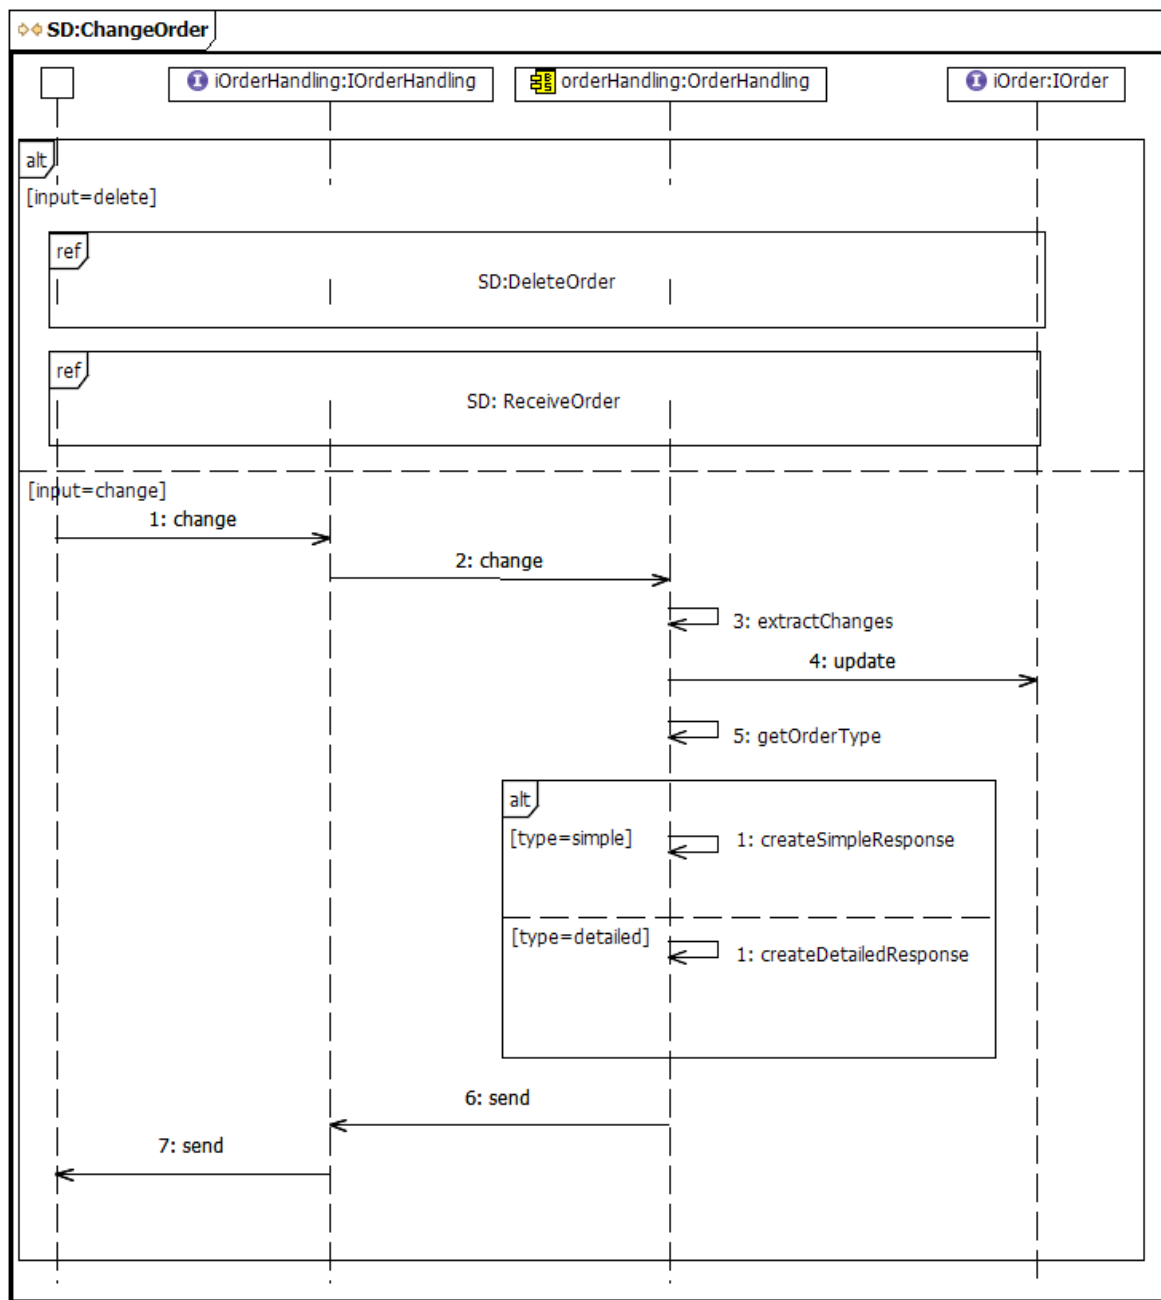 SD:ChangeOrder
I iOrderHandling:IOrderHandling
orderHandling:OrderHandling
I iOrder:IOrder
alt
[input=delete]
ref
SD:DeleteOrder
ref
SD: ReceiveOrder
[input=change]
1: change
2: change
3: extractChanges
4: update
5: getOrderType
alt
[type=simple]
1: createSimpleResponse
[type=detailed]
1: createDetailedResponse
6: send
7: send